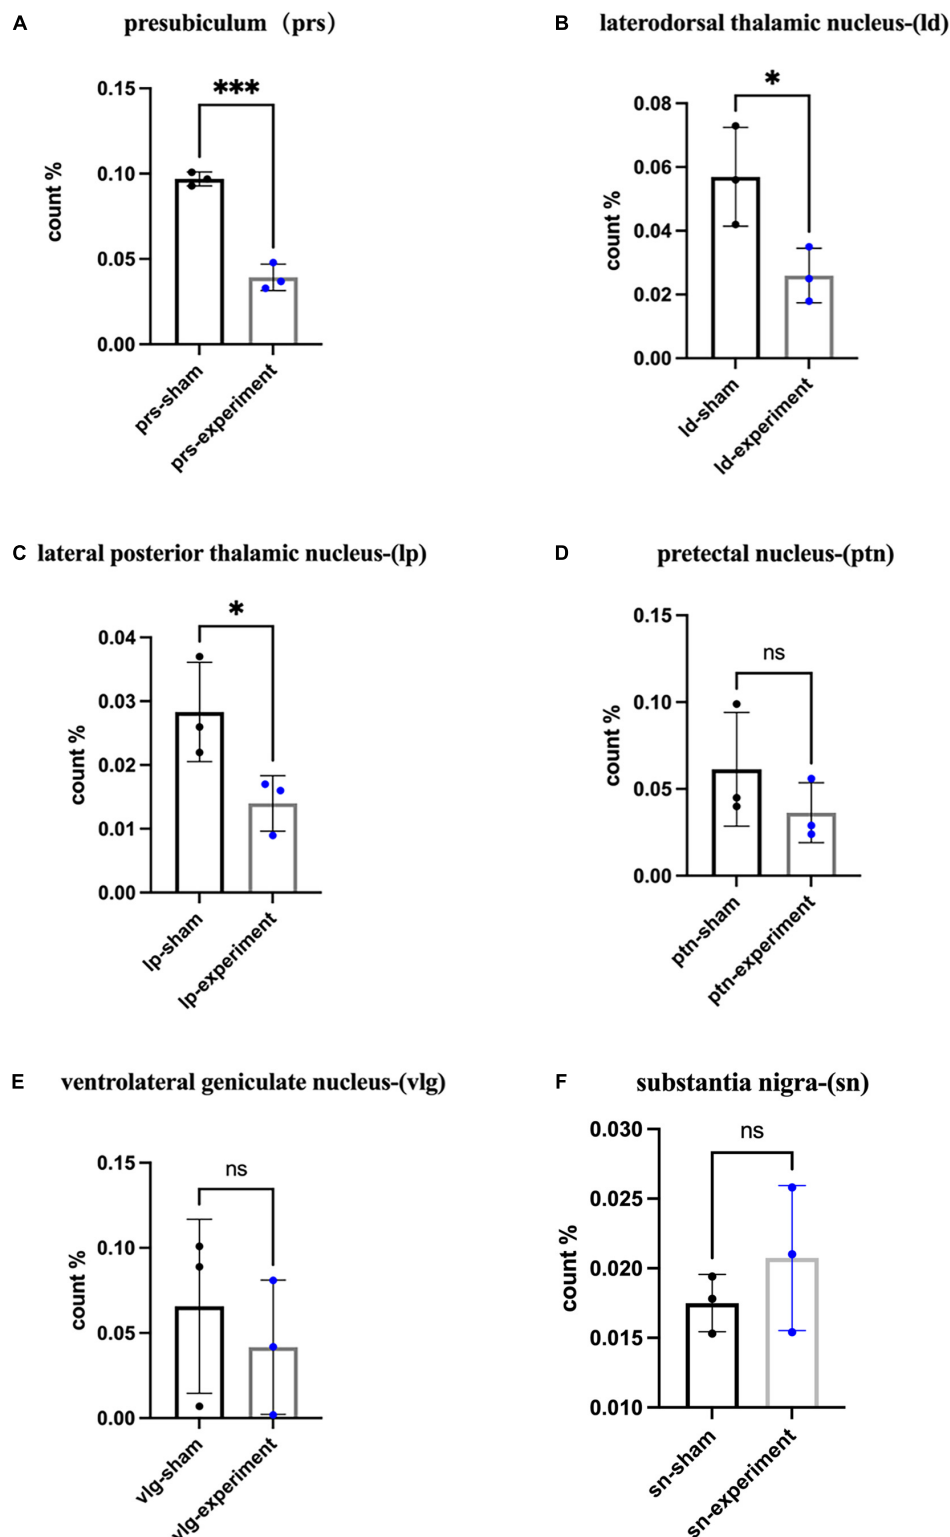 A presubiculum（prs）
***
0.15
0.10
0.05
0.00
count %
prs-sham
prs-experiment
B laterodorsal thalamic nucleus-(ld)
*
0.08
0.06
0.04
0.02
0.00
count %
ld-sham
ld-experiment
C lateral posterior thalamic nucleus-(lp)
*
0.04
0.03
0.02
0.01
0.00
count %
lp-sham
lp-experiment
D pretectal nucleus-(ptn)
ns
0.15
0.10
0.05
0.00
count %
ptn-sham
ptn-experiment
E ventrolateral geniculate nucleus-(vlg)
ns
0.15
0.10
0.05
0.00
count %
vlg-sham
vlg-experiment
F substantia nigra-(sn)
ns
0.030
0.025
0.020
0.015
0.010
count %
sn-sham
sn-experiment